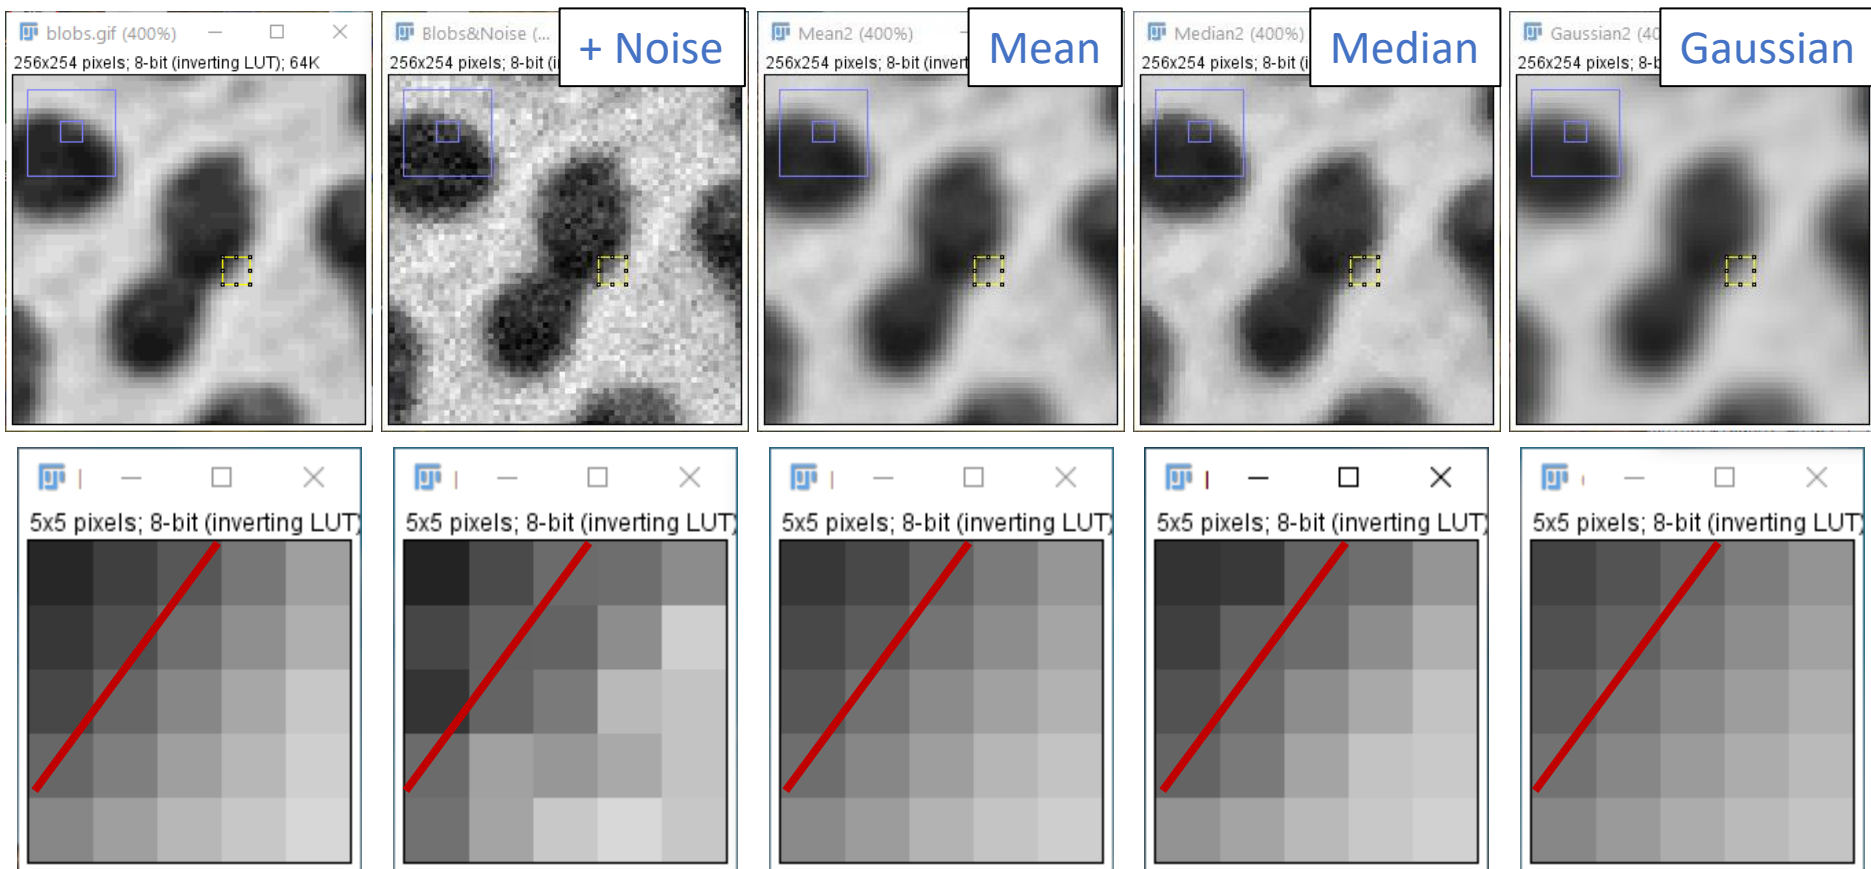 blobs.gif (400%)
256x254 pixels; 8-bit (inverting LUT); 64K
Blobs&Noise (...
+ Noise
256x254 pixels; 8-bit (i
Mean2 (400%)
Mean
256x254 pixels; 8-bit (invert
Median2 (400%)
Median
256x254 pixels; 8-bit (i
Gaussian2 (40
Gaussian
256x254 pixels; 8-b
5x5 pixels; 8-bit (inverting LUT)
5x5 pixels; 8-bit (inverting LUT)
5x5 pixels; 8-bit (inverting LUT)
5x5 pixels; 8-bit (inverting LUT)
5x5 pixels; 8-bit (inverting LUT)